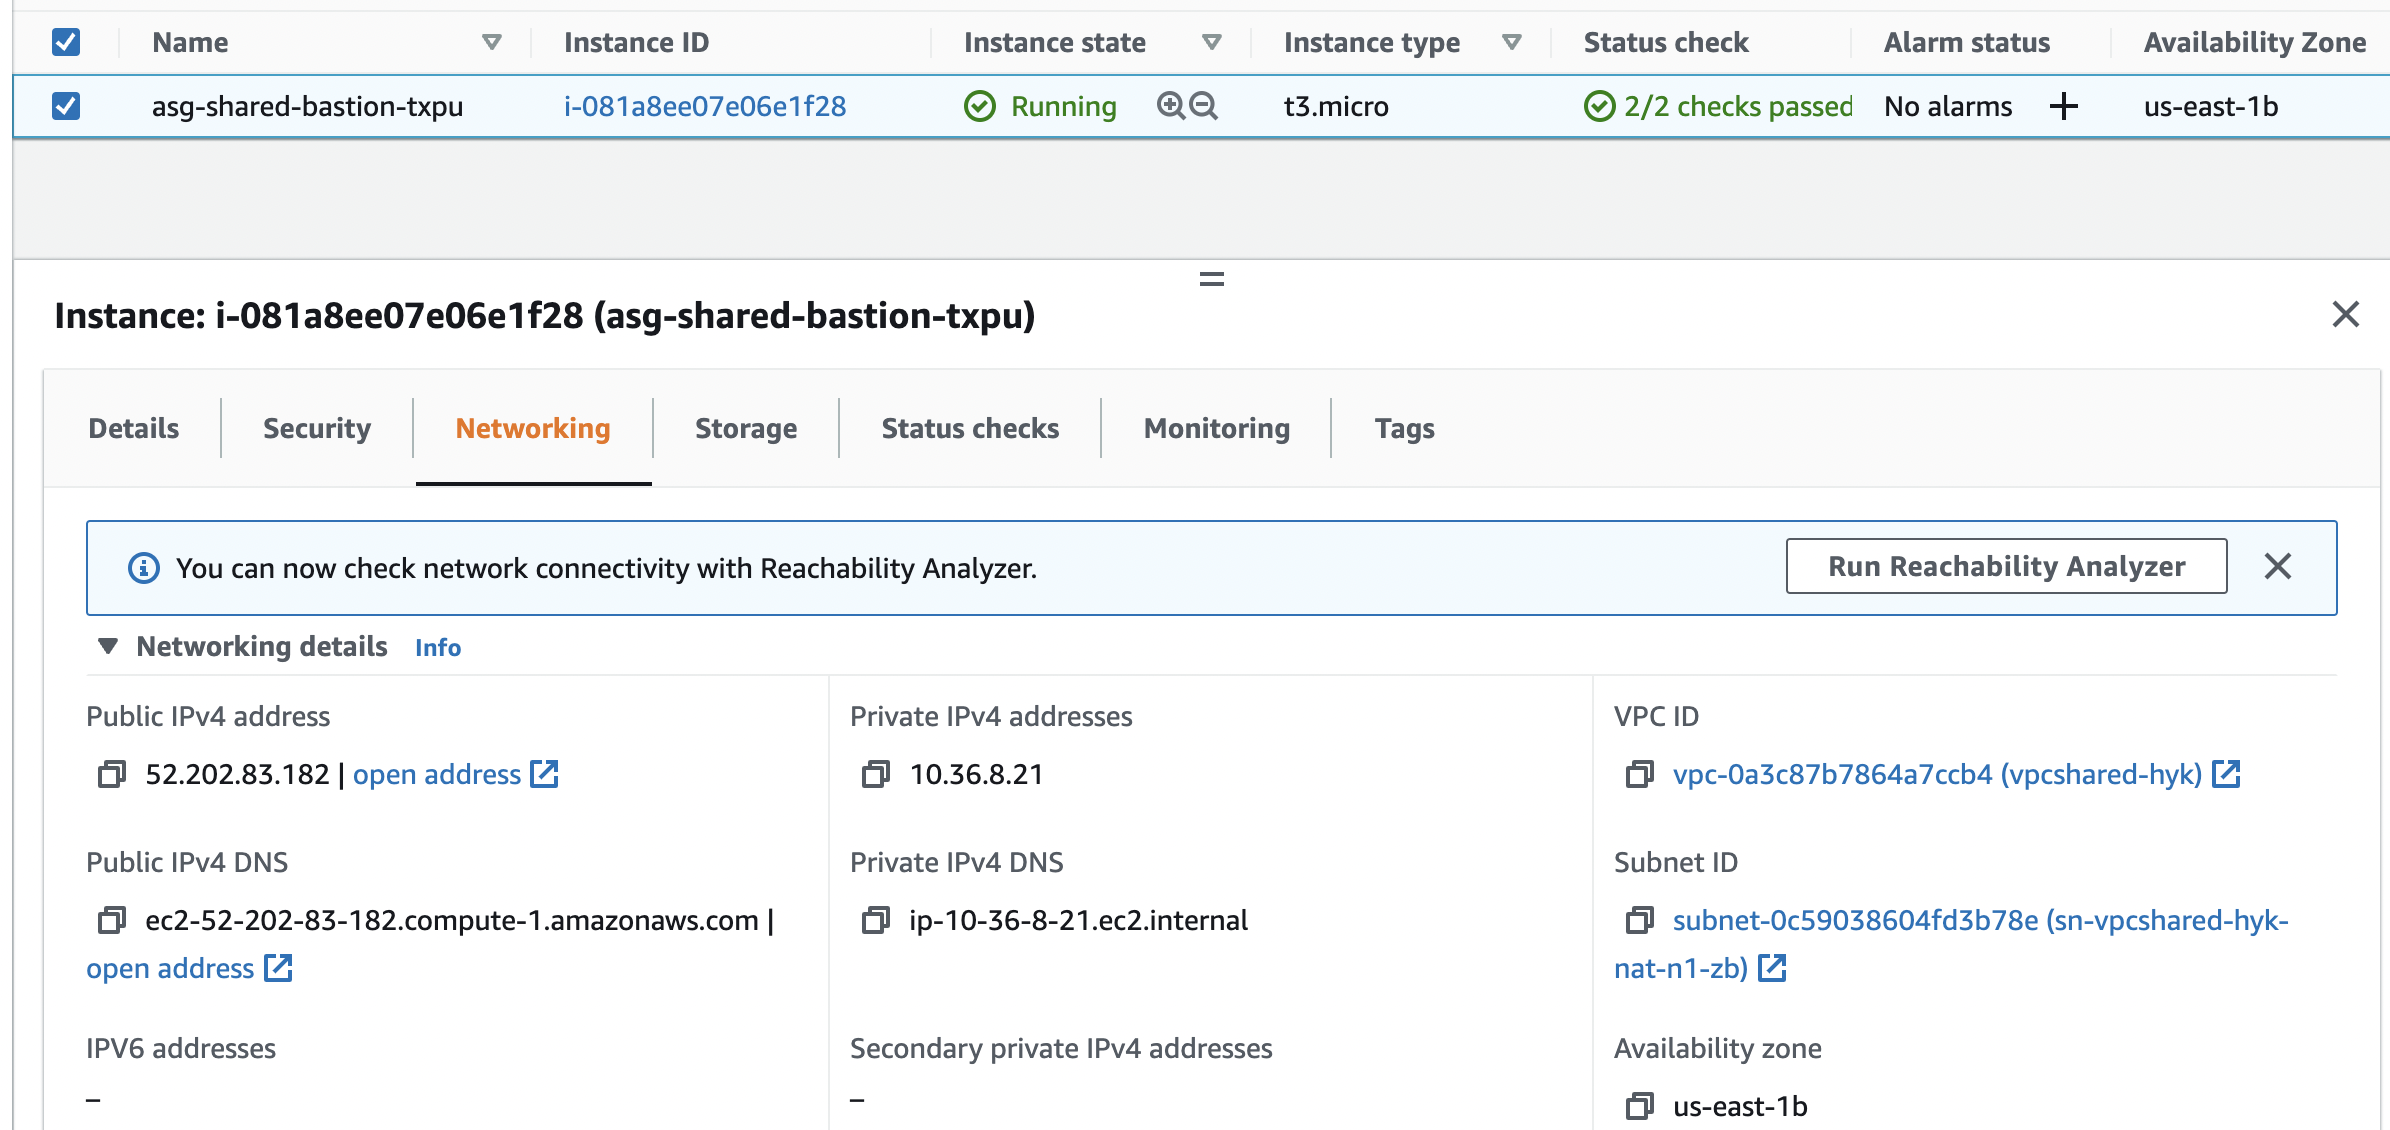 Name Instance ID Instance state Instance type Status check Alarm status Availability Zone
asg-shared-bastion-txpu i-081a8ee07e06e1f28 Running t3.micro 2/2 checks passed No alarms + us-east-1b
Instance: i-081a8ee07e06e1f28 (asg-shared-bastion-txpu)
Details Security Networking Storage Status checks Monitoring Tags
You can now check network connectivity with Reachability Analyzer. Run Reachability Analyzer
Networking details Info
Public IPv4 address
52.202.83.182 | open address
Public IPv4 DNS
ec2-52-202-83-182.compute-1.amazonaws.com |
open address
IPV6 addresses
–
Private IPv4 addresses
10.36.8.21
Private IPv4 DNS
ip-10-36-8-21.ec2.internal
Secondary private IPv4 addresses
–
VPC ID
vpc-0a3c87b7864a7ccb4 (vpcshared-hyk)
Subnet ID
subnet-0c59038604fd3b78e (sn-vpcshared-hyk-
nat-n1-zb)
Availability zone
us-east-1b